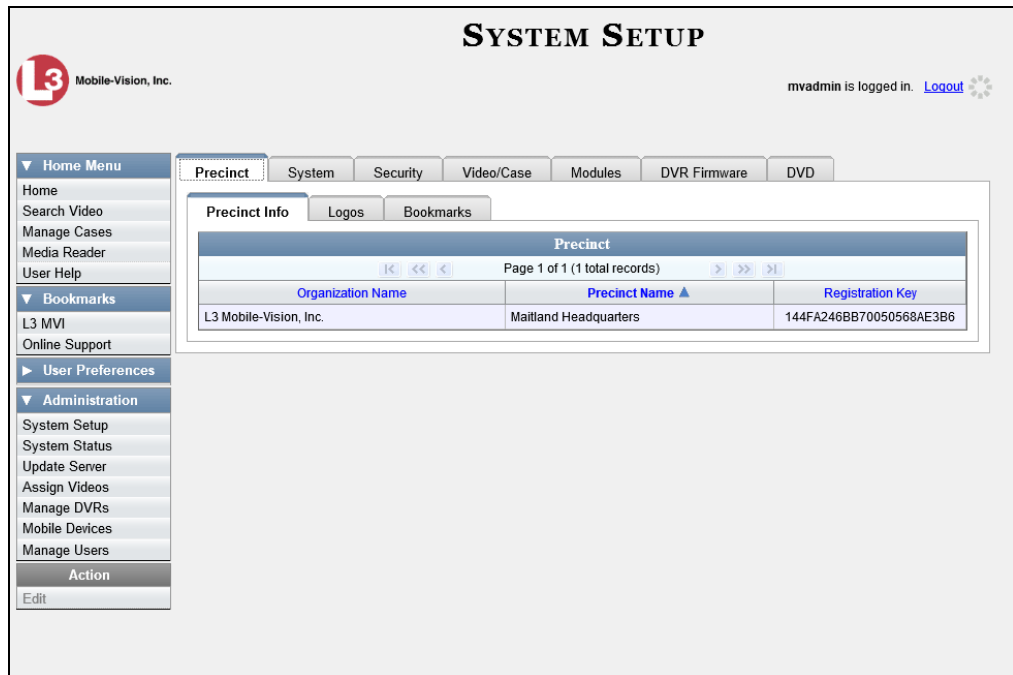 SYSTEM SETUP
L3 Mobile-Vision, Inc.
mvadmin is logged in. Logout
▼ Home Menu
Home
Search Video
Manage Cases
Media Reader
User Help
▼ Bookmarks
L3 MVI
Online Support
▶ User Preferences
▼ Administration
System Setup
System Status
Update Server
Assign Videos
Manage DVRs
Mobile Devices
Manage Users
Action
Edit
Precinct System Security Video/Case Modules DVR Firmware DVD
Precinct Info Logos Bookmarks
Precinct
Page 1 of 1 (1 total records)
Organization Name Precinct Name ▲ Registration Key
L3 Mobile-Vision, Inc. Maitland Headquarters 144FA246BB70050568AE3B6